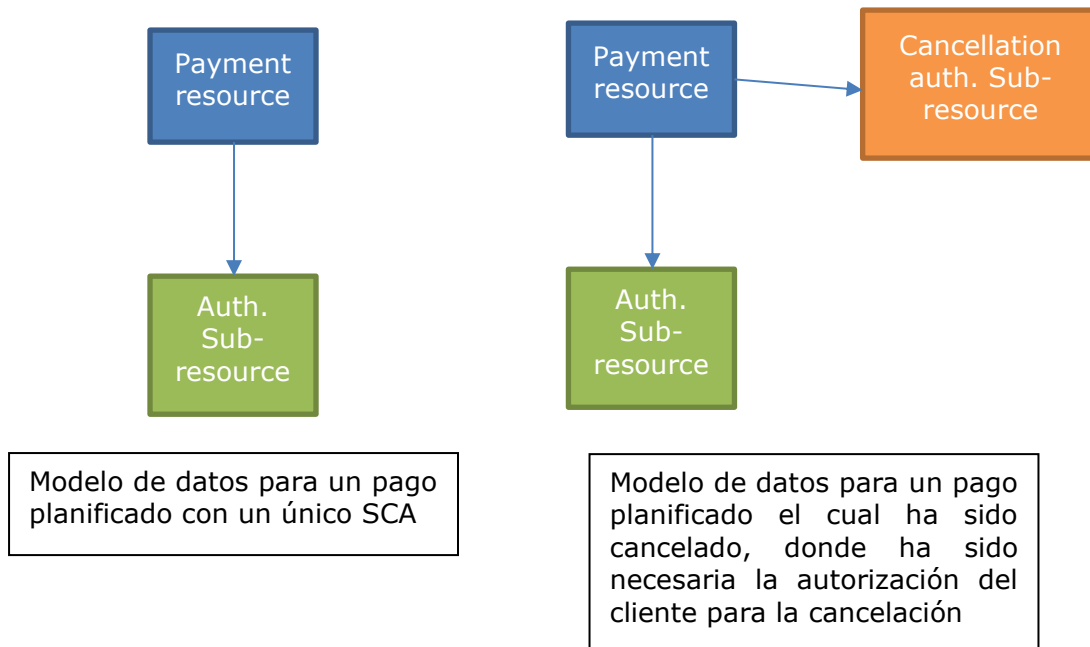 Payment
resource
Auth.
Sub-
resource
Modelo de datos para un pago
planificado con un único SCA
Payment
resource
Cancellation
auth. Sub-
resource
Auth.
Sub-
resource
Modelo de datos para un pago
planificado el cual ha sido
cancelado, donde ha sido
necesaria la autorización del
cliente para la cancelación